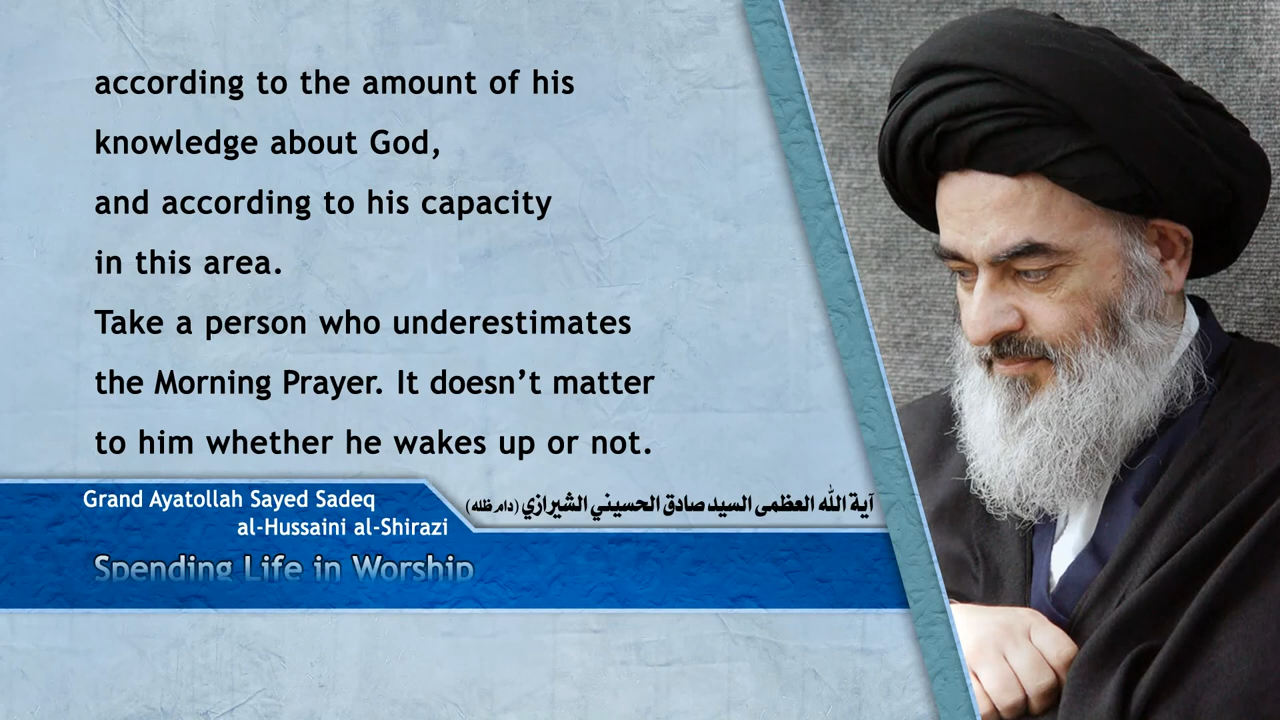 according to the amount of his
knowledge about God,
and according to his capacity
in this area.
Take a person who underestimates
the Morning Prayer. It doesn’t matter
to him whether he wakes up or not.
Grand Ayatollah Sayed Sadeq
al-Hussaini al-Shirazi
آية الله العظمى السيد صادق الحسيني الشيرازي (دام ظله)
Spending Life in Worship